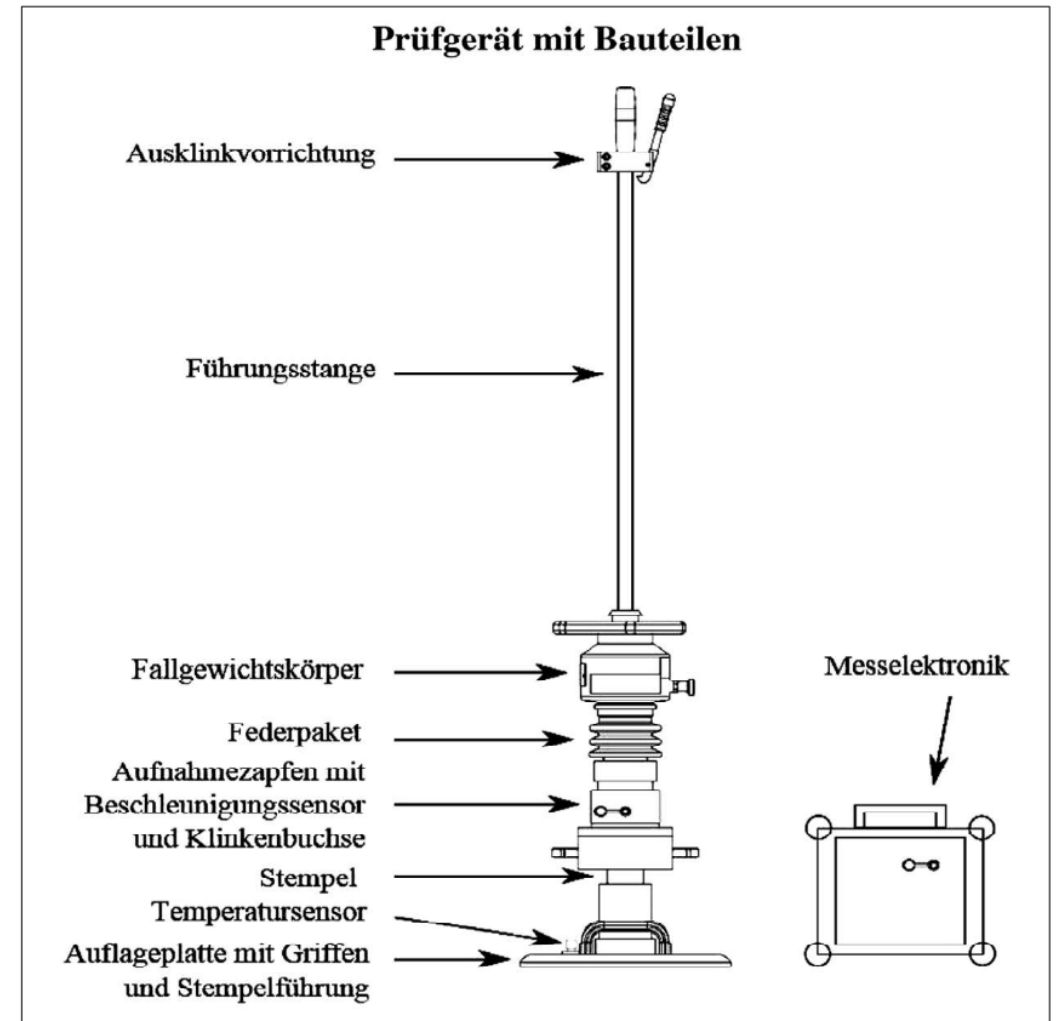 Prüfgerät mit Bauteilen
Ausklinkvorrichtung
Führungsstange
Fallgewichtskörper
Messelektronik
Federpaket
Aufnahmezapfen mit
Beschleunigungssensor
und Klinkenbuchse
Stempel
Temperatursensor
Auflageplatte mit Griffen
und Stempelführung